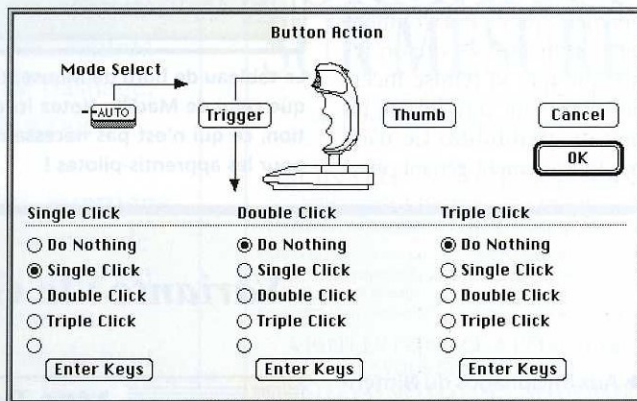 Button Action
Mode Select
AUTO
Trigger
Thumb
Cancel
OK
Single Click
Double Click
Triple Click
Do Nothing
Do Nothing
Do Nothing
Single Click
Single Click
Single Click
Double Click
Double Click
Double Click
Triple Click
Triple Click
Triple Click
Enter Keys
Enter Keys
Enter Keys